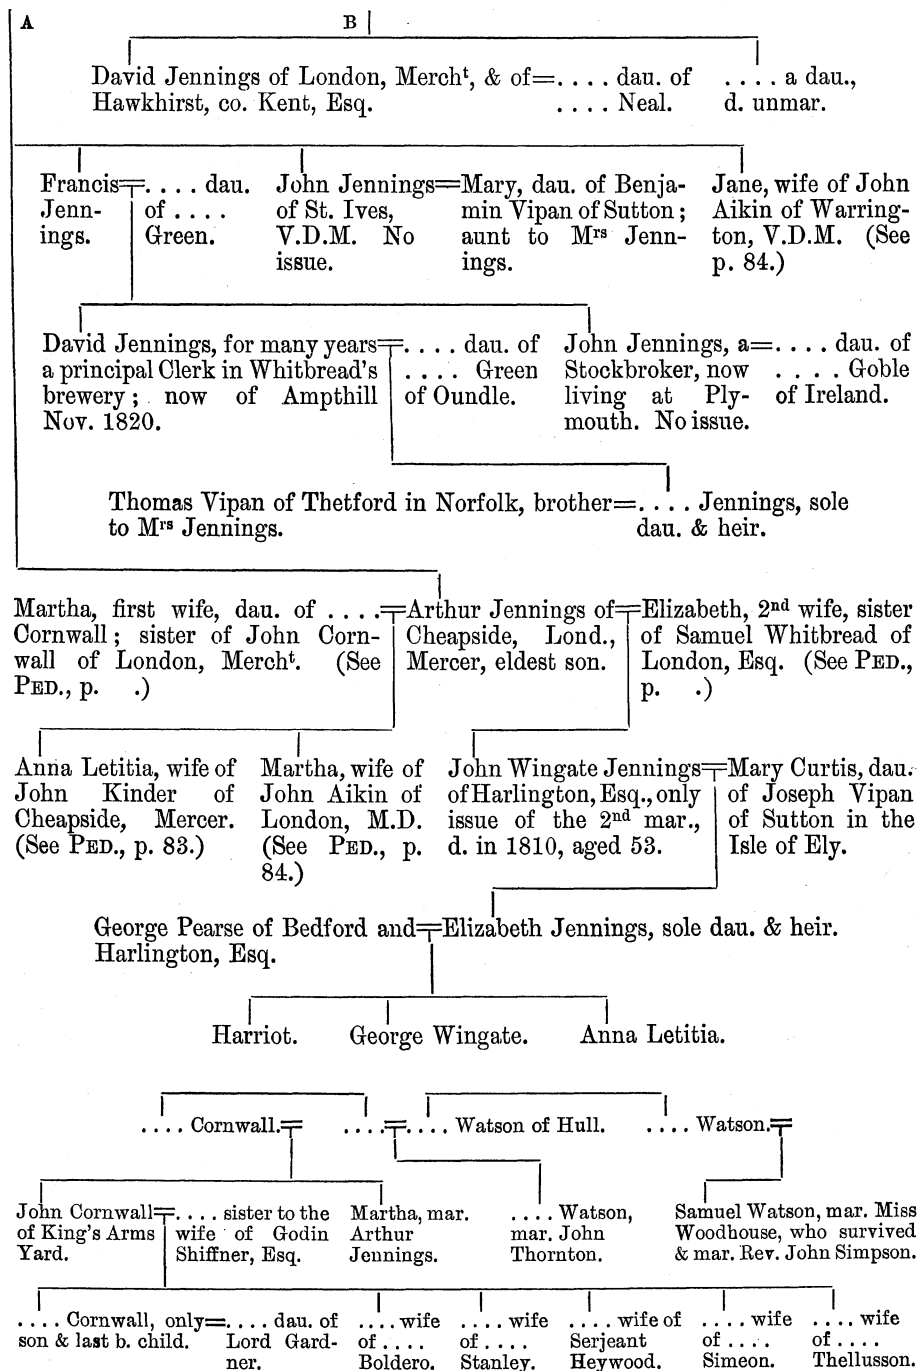 A
B
David Jennings of London, Mercht, & of=. . . . dau. of
Hawkhirst, co. Kent, Esq.
. . . . Neal.
. . . . a dau.,
d. unmar.
Francis=. . . . dau.
Jenn-
ings.
of . . . .
Green.
John Jennings=Mary, dau. of Benja-
of St. Ives,
V.D.M. No
issue.
min Vipan of Sutton ;
aunt to Mrs Jenn-
ings.
Jane, wife of John
Aikin of Warring-
ton, V.D.M. (See
p. 84.)
David Jennings, for many years=. . . . dau. of
a principal Clerk in Whitbread's
brewery ; now of Ampthill
Nov. 1820.
. . . . Green
of Oundle.
John Jennings, a=. . . . dau. of
Stockbroker, now
living at Ply-
mouth. No issue.
. . . . Goble
of Ireland.
Thomas Vipan of Thetford in Norfolk, brother=. . . . Jennings, sole
to Mrs Jennings.
dau. & heir.
Martha, first wife, dau. of . . . .=Arthur Jennings of=Elizabeth, 2nd wife, sister
Cornwall ; sister of John Corn-
wall of London, Mercht. (See
PED., p. .)
Cheapside, Lond.,
Mercer, eldest son.
of Samuel Whitbread of
London, Esq. (See PED.,
p. .)
Anna Letitia, wife of
John Kinder of
Cheapside, Mercer.
(See PED., p. 83.)
Martha, wife of
John Aikin of
London, M.D.
(See PED., p.
84.)
John Wingate Jennings=Mary Curtis, dau.
of Harlington, Esq., only
issue of the 2nd mar.,
d. in 1810, aged 53.
of Joseph Vipan
of Sutton in the
Isle of Ely.
George Pearse of Bedford and=Elizabeth Jennings, sole dau. & heir.
Harlington, Esq.
Harriot.
George Wingate.
Anna Letitia.
. . . . Cornwall.=
. . . .=. . . . Watson of Hull.
. . . . Watson.=
John Cornwall=. . . . sister to the
of King's Arms
Yard.
wife of Godin
Shiffner, Esq.
Martha, mar.
Arthur
Jennings.
. . . . Watson,
mar. John
Thornton.
Samuel Watson, mar. Miss
Woodhouse, who survived
& mar. Rev. John Simpson.
. . . . Cornwall, only=. . . . dau. of
son & last b. child.
Lord Gard-
ner.
. . . . wife
of . . . .
Boldero.
. . . . wife
of . . . .
Stanley.
. . . . wife of
Serjeant
Heywood.
. . . . wife
of . . . .
Simeon.
. . . . wife
of . . . .
Thellusson.